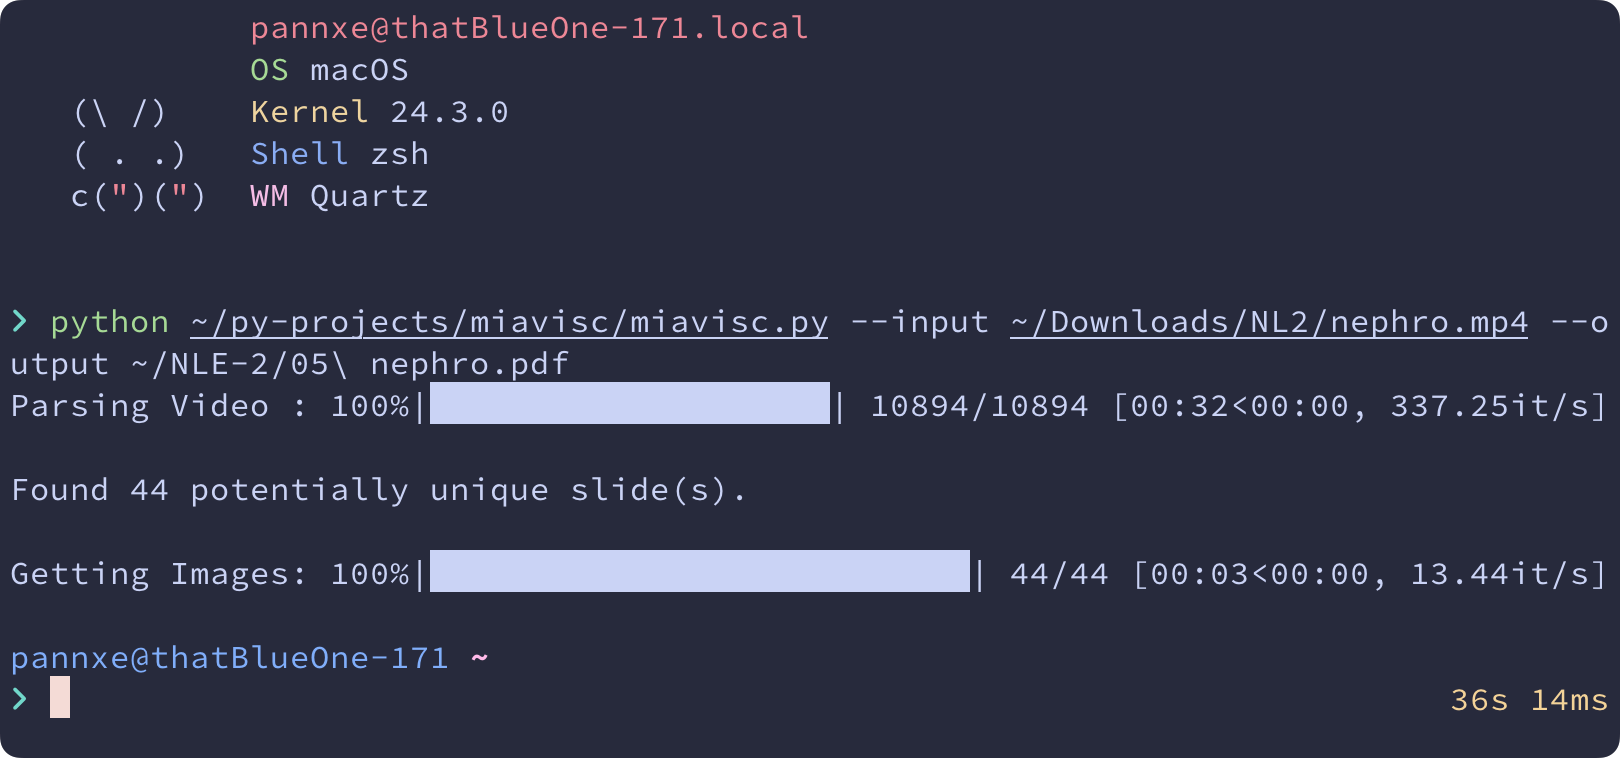 pannxe@thatBlueOne-171.local
OS macOS
(\ /) Kernel 24.3.0
( . .) Shell zsh
c(")(") WM Quartz
❯ python ~/py-projects/miavisc/miavisc.py --input ~/Downloads/NL2/nephro.mp4 --o
utput ~/NLE-2/05\ nephro.pdf
Parsing Video : 100%|████████████████████| 10894/10894 [00:32<00:00, 337.25it/s]
Found 44 potentially unique slide(s).
Getting Images: 100%|███████████████████████████| 44/44 [00:03<00:00, 13.44it/s]
pannxe@thatBlueOne-171 ~
❯ 36s 14ms